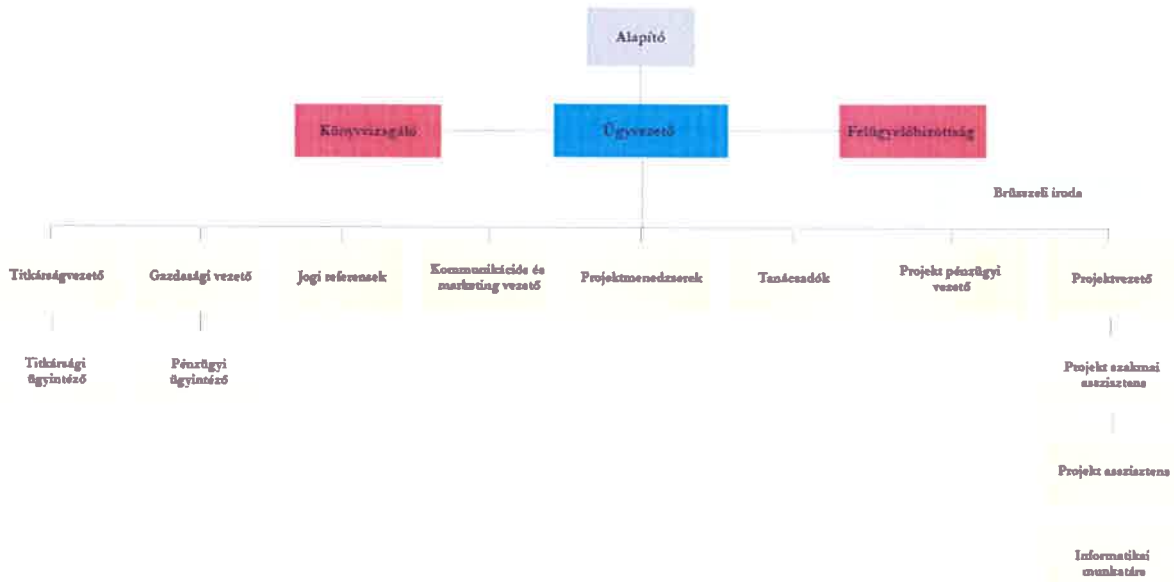 Alapító
Könyvvizsgáló
Ügyvezető
Felügyelőbizottság
Brüsszeli iroda
Titkárságvezető
Gazdasági vezető
Jogi referensek
Kommunikációs és
marketing vezető
Projektmenedzserek
Tanácsadók
Projekt pénzügyi
vezető
Projektvezető
Titkársági
ügyintéző
Pénzügyi
ügyintéző
Projekt szakmai
asszisztens
Projekt asszisztens
Informatikai
munkatárs